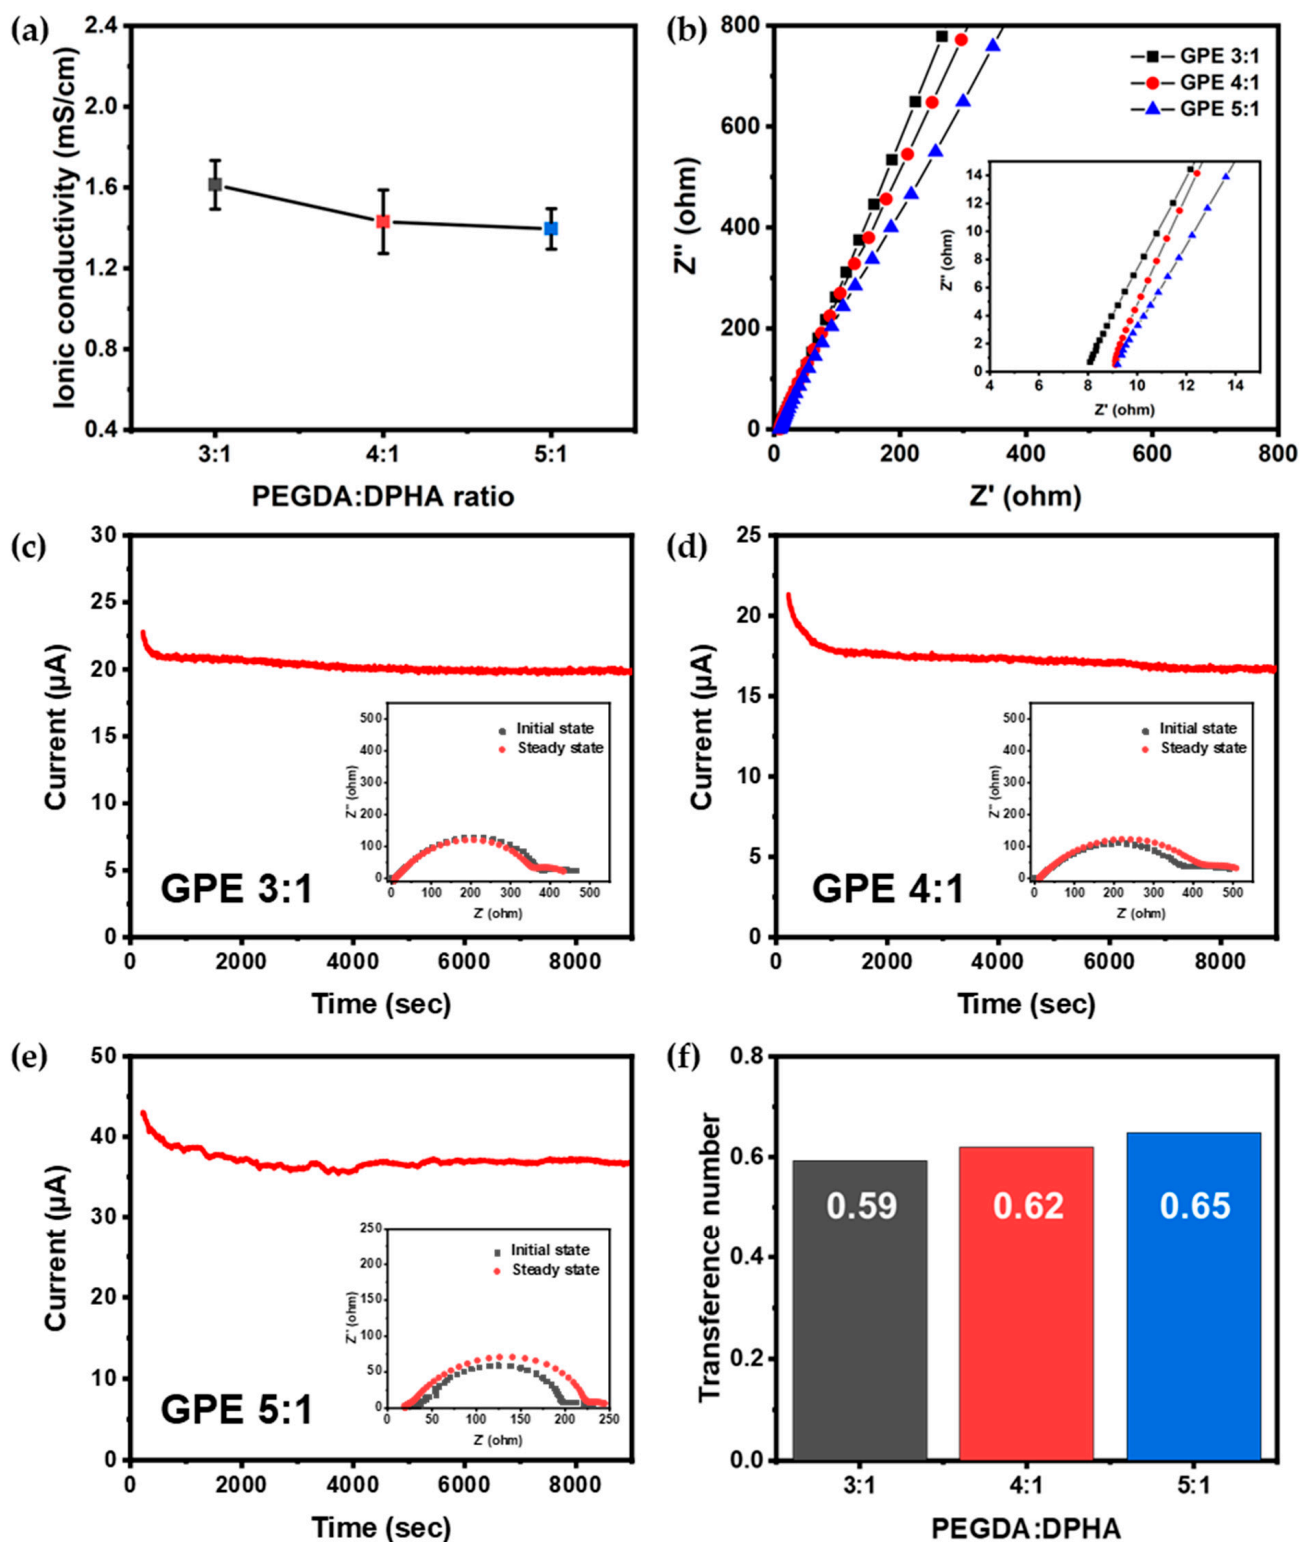 (a)
Ionic conductivity (mS/cm)
2.4
2.0
1.6
1.2
0.8
0.4
3:1 4:1 5:1
PEGDA:DPHA ratio
(b)
Z'' (ohm)
800
600
400
200
0
0 200 400 600 800
Z' (ohm)
GPE 3:1
GPE 4:1
GPE 5:1
Z'' (ohm)
14
12
10
8
6
4
2
0
4 6 8 10 12 14
Z' (ohm)
(c)
Current (µA)
30
25
20
15
10
5
0
0 2000 4000 6000 8000
Time (sec)
GPE 3:1
Initial state
Steady state
Z'' (ohm)
500
400
300
200
100
0
0 100 200 300 400 500
Z' (ohm)
(d)
Current (µA)
25
20
15
10
5
0
0 2000 4000 6000 8000
Time (sec)
GPE 4:1
Initial state
Steady state
Z'' (ohm)
500
400
300
200
100
0
0 100 200 300 400 500
Z' (ohm)
(e)
Current (µA)
50
40
30
20
10
0
0 2000 4000 6000 8000
Time (sec)
GPE 5:1
Initial state
Steady state
Z'' (ohm)
250
200
150
100
50
0
0 50 100 150 200 250
Z' (ohm)
(f)
Transference number
0.8
0.6
0.4
0.2
0.0
0.59 0.62 0.65
3:1 4:1 5:1
PEGDA:DPHA